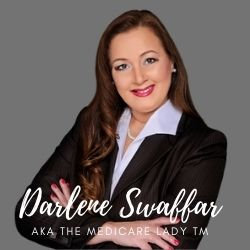 Darlene Swaffar
AKA THE MEDICARE LADY TM